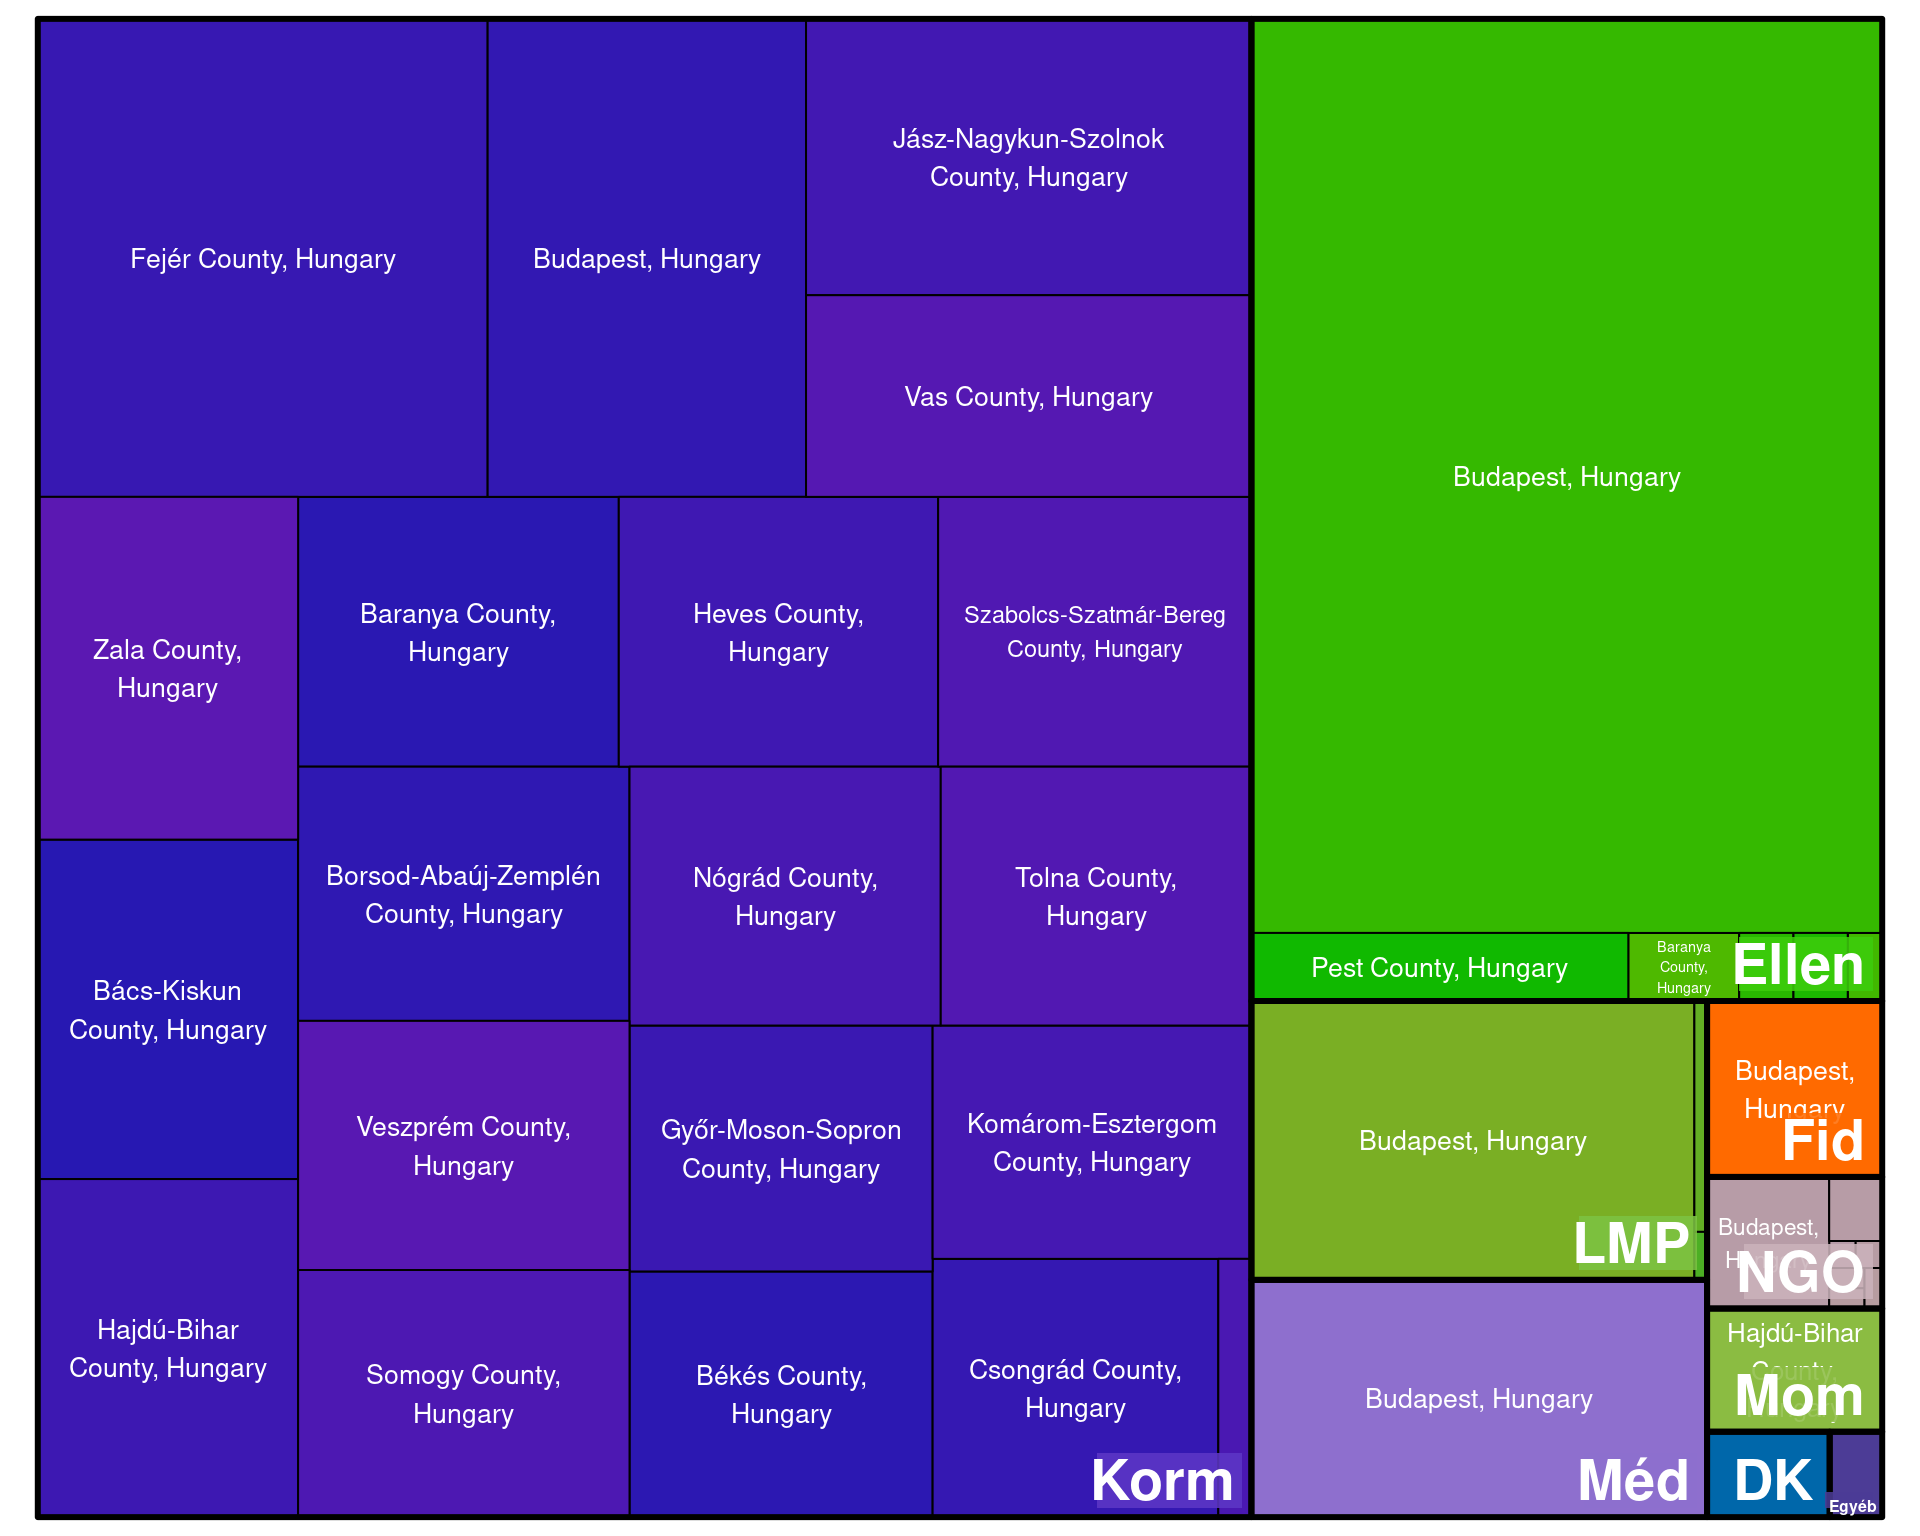 Fejér County, Hungary
Budapest, Hungary
Jász-Nagykun-Szolnok
County, Hungary
Vas County, Hungary
Zala County,
Hungary
Baranya County,
Hungary
Heves County,
Hungary
Szabolcs-Szatmár-Bereg
County, Hungary
Bács-Kiskun
County, Hungary
Borsod-Abaúj-Zemplén
County, Hungary
Nógrád County,
Hungary
Tolna County,
Hungary
Hajdú-Bihar
County, Hungary
Veszprém County,
Hungary
Győr-Moson-Sopron
County, Hungary
Komárom-Esztergom
County, Hungary
Somogy County,
Hungary
Békés County,
Hungary
Csongrád County,
Hungary
Korm
Budapest, Hungary
Pest County, Hungary
Baranya
County,
Hungary
Ellen
Budapest, Hungary
LMP
Budapest,
Hungary
Fid
Budapest,
NGO
Budapest, Hungary
Méd
Hajdú-Bihar
County,
Mom
DK
Egyéb